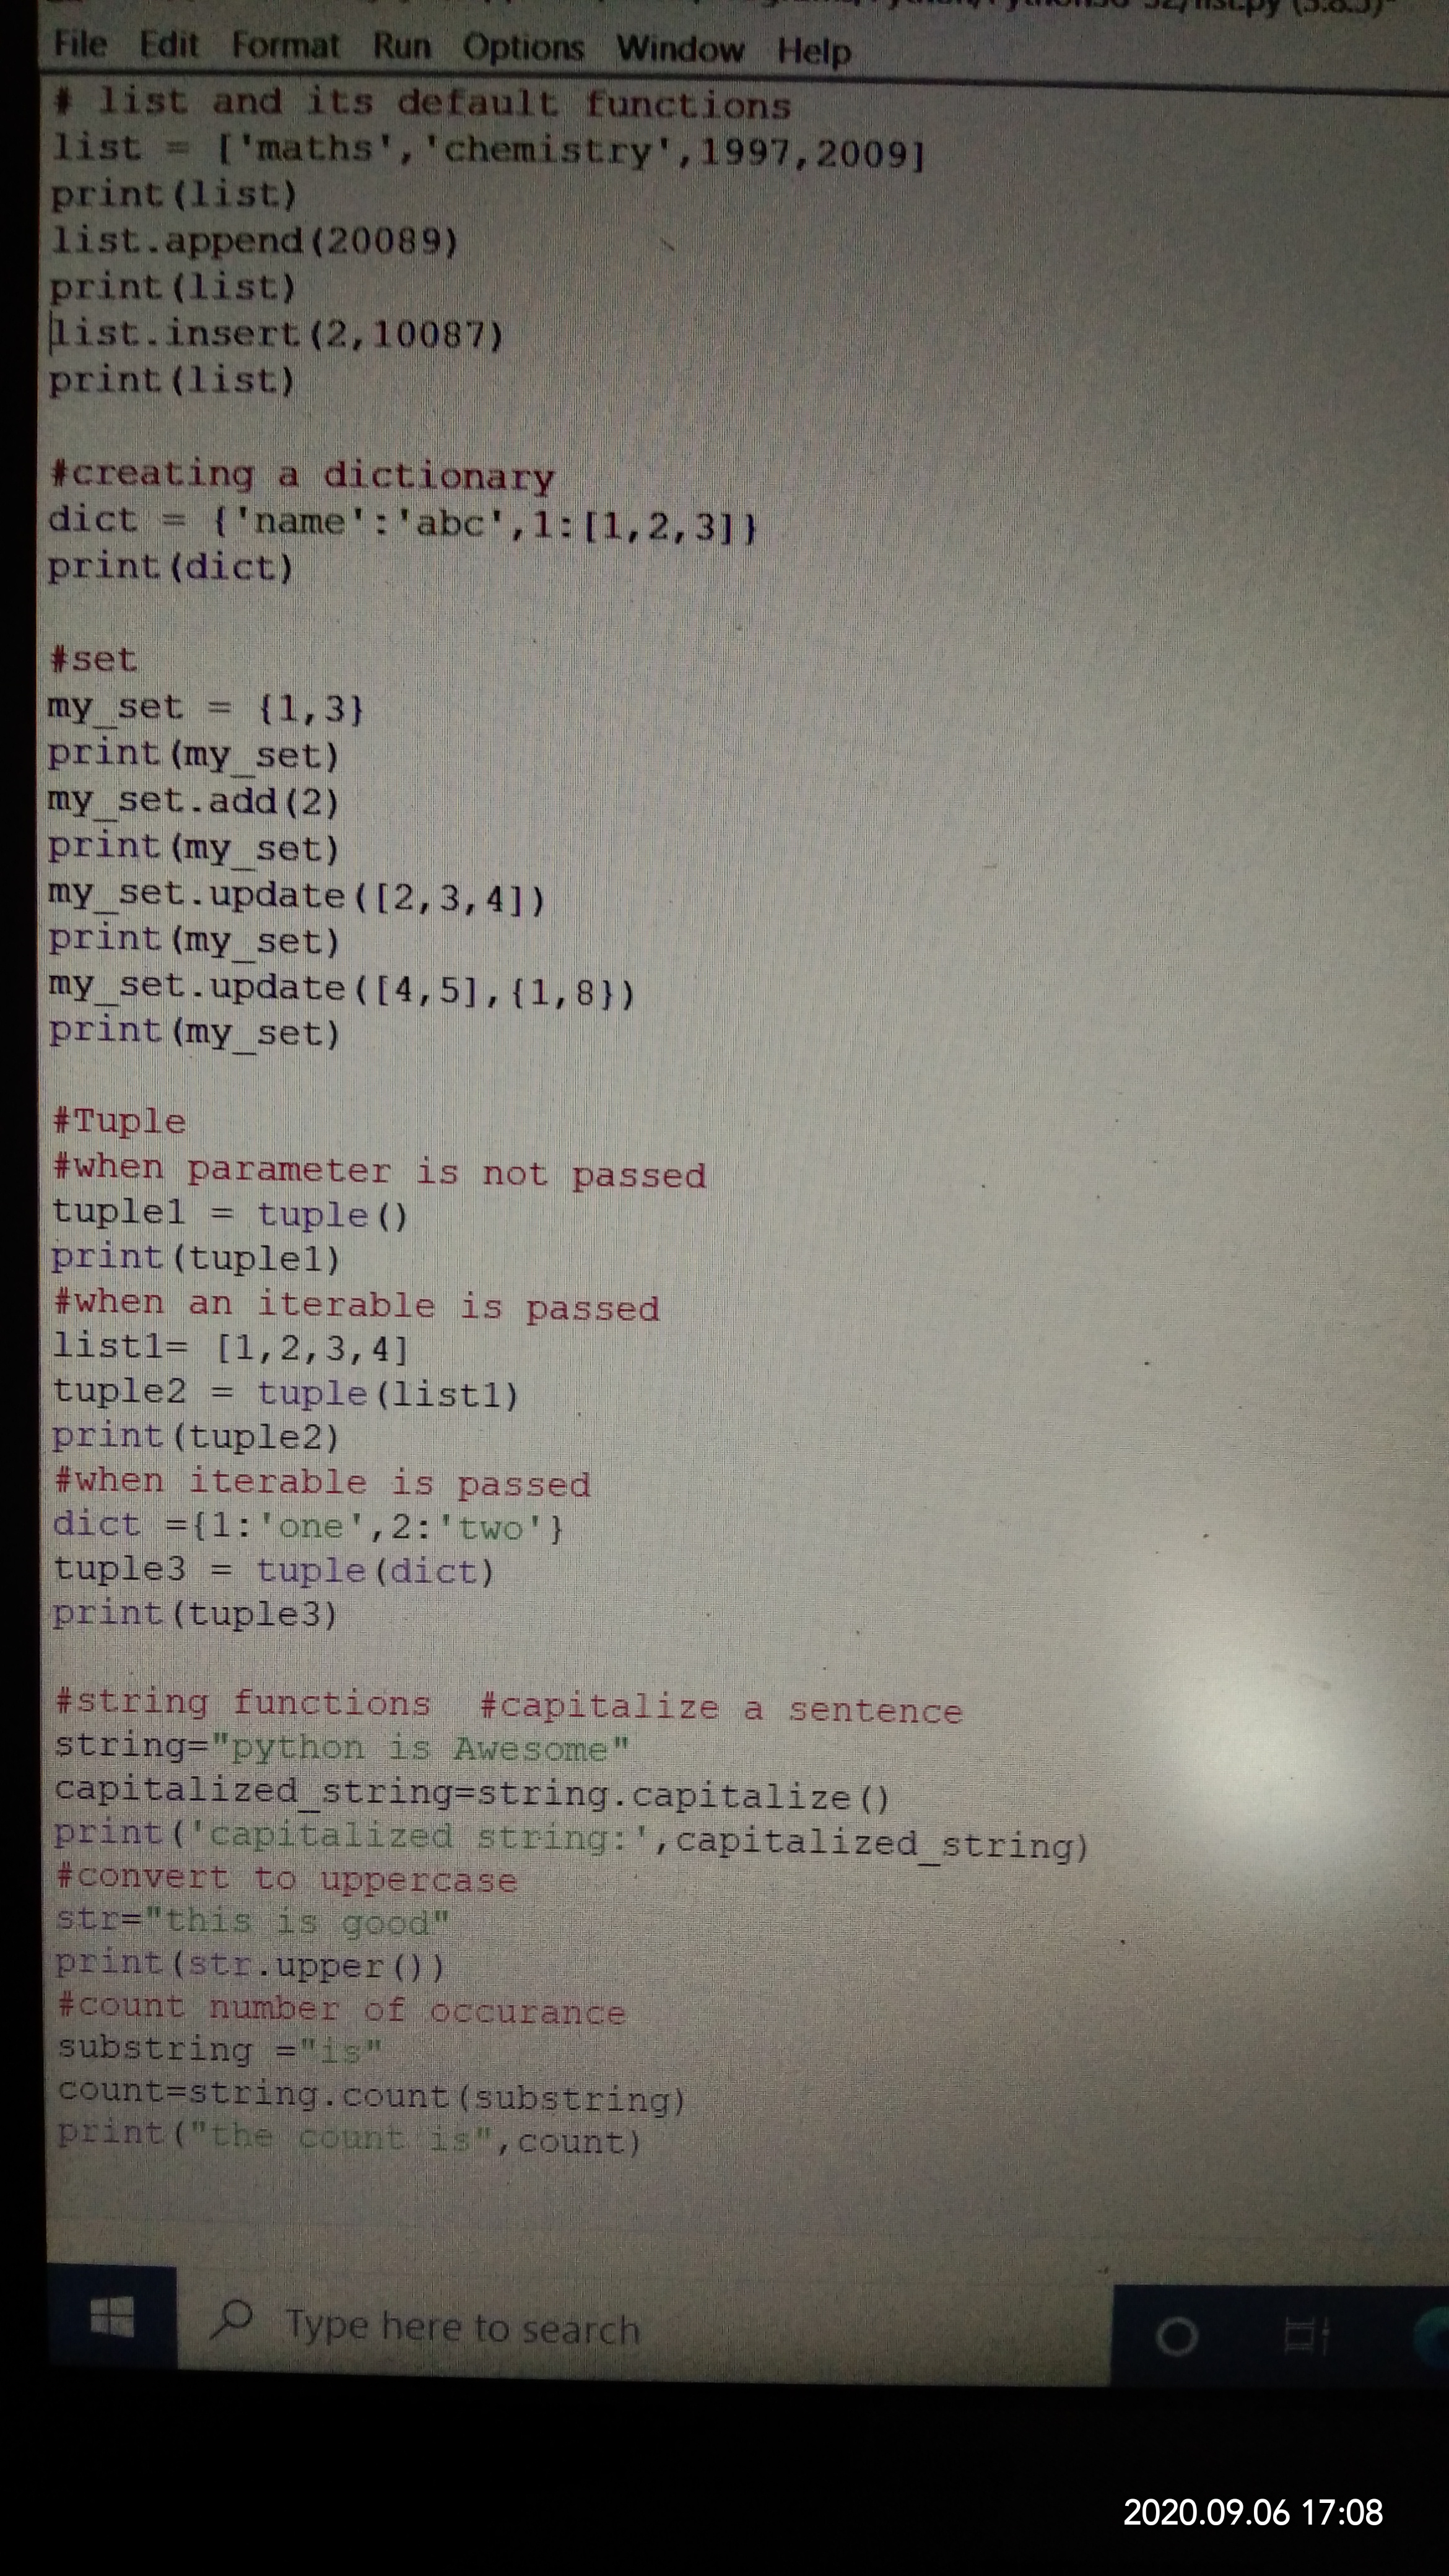 File Edit Format Run Options Window Help
# list and its default functions
list = ['maths','chemistry',1997,2009]
print(list)
list.append(20089)
print(list)
list.insert(2,10087)
print(list)
#creating a dictionary
dict = {'name':'abc',1:[1,2,3]}
print(dict)
#set
my_set = {1,3}
print(my_set)
my_set.add(2)
print(my_set)
my_set.update([2,3,4])
print(my_set)
my_set.update([4,5],{1,8})
print(my_set)
#Tuple
#when parameter is not passed
tuple1 = tuple()
print(tuple1)
#when an iterable is passed
list1= [1,2,3,4]
tuple2 = tuple(list1)
print(tuple2)
#when iterable is passed
dict ={1:'one',2:'two'}
tuple3 = tuple(dict)
print(tuple3)
#string functions  #capitalize a sentence
string="python is Awesome"
capitalized_string=string.capitalize()
print('capitalized string:',capitalized_string)
#convert to uppercase
str="this is good"
print(str.upper())
#count number of occurance
substring ="is"
count=string.count(substring)
print("the count is",count)
Type here to search
2020.09.06 17:08